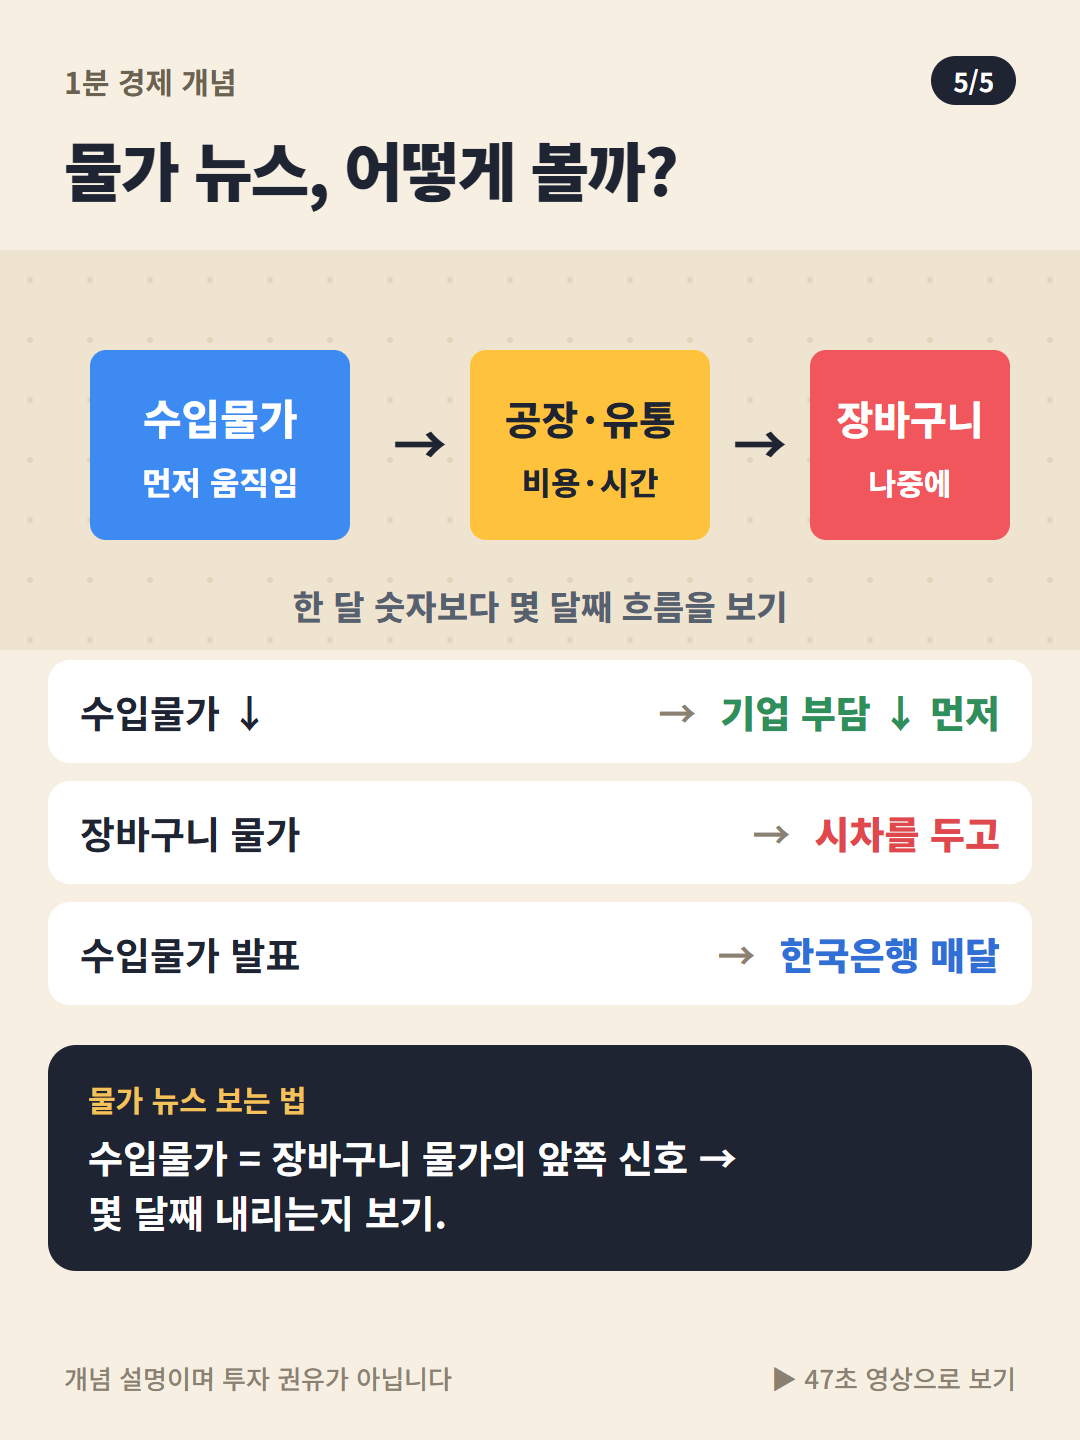 1분 경제 개념
5/5
물가 뉴스, 어떻게 볼까?
수입물가
먼저 움직임
→
공장·유통
비용·시간
→
장바구니
나중에
한 달 숫자보다 몇 달째 흐름을 보기
수입물가 ↓ → 기업 부담 ↓ 먼저
장바구니 물가 → 시차를 두고
수입물가 발표 → 한국은행 매달
물가 뉴스 보는 법
수입물가 = 장바구니 물가의 앞쪽 신호 →
몇 달째 내리는지 보기.
개념 설명이며 투자 권유가 아닙니다
▶ 47초 영상으로 보기